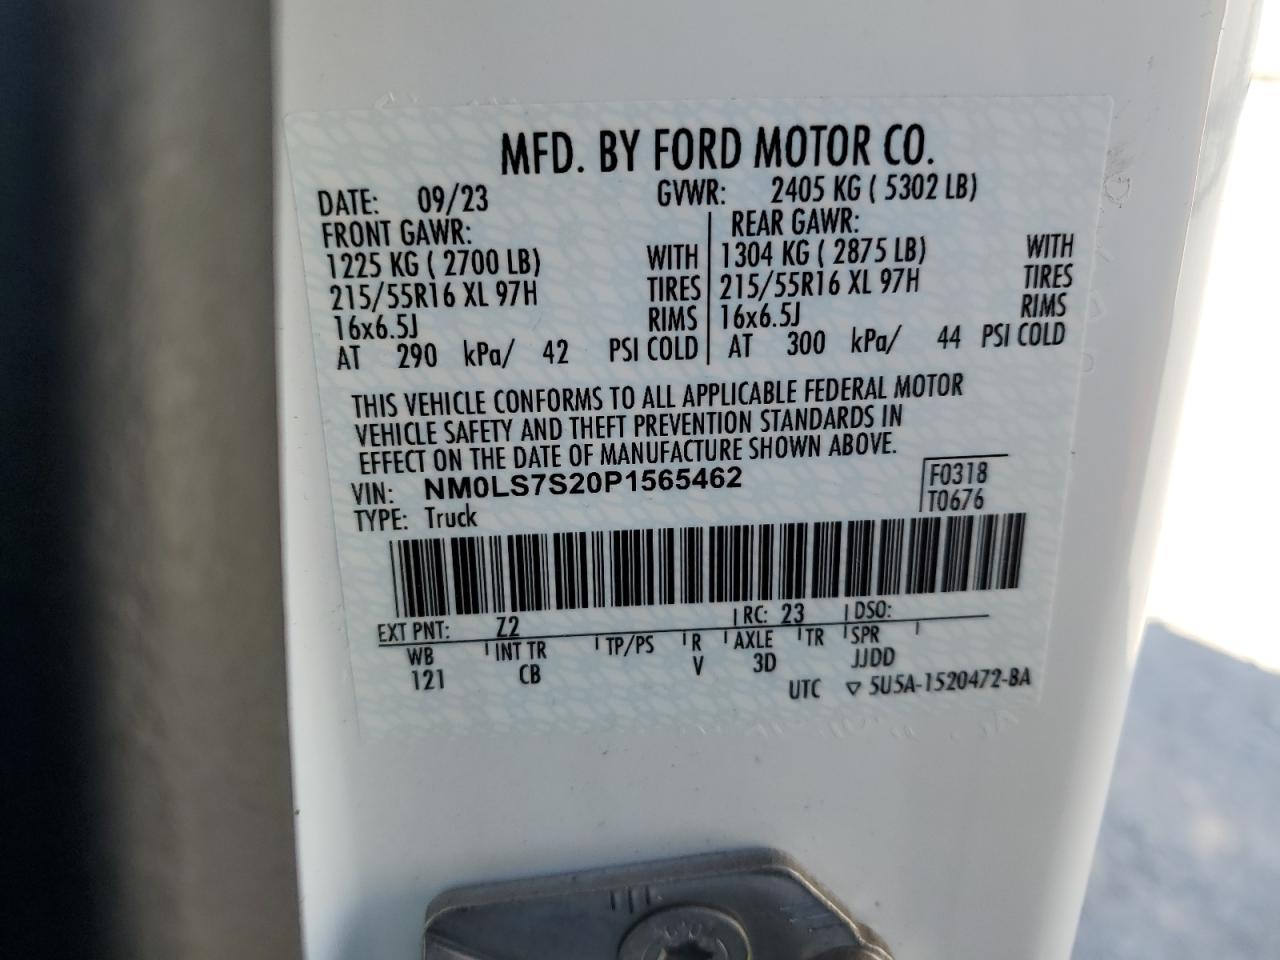 MFD. BY FORD MOTOR CO.
DATE: 09/23 GVWR: 2405 KG ( 5302 LB)
FRONT GAWR: REAR GAWR:
1225 KG ( 2700 LB) WITH 1304 KG ( 2875 LB) WITH
215/55R16 XL 97H TIRES 215/55R16 XL 97H TIRES
16x6.5J RIMS 16x6.5J RIMS
AT 290 kPa/ 42 PSI COLD AT 300 kPa/ 44 PSI COLD
THIS VEHICLE CONFORMS TO ALL APPLICABLE FEDERAL MOTOR
VEHICLE SAFETY AND THEFT PREVENTION STANDARDS IN
EFFECT ON THE DATE OF MANUFACTURE SHOWN ABOVE.
VIN: NM0LS7S20P1565462 F0318
TYPE: Truck T0676
EXT PNT: Z2 RC: 23 DSO:
WB INT TR TP/PS R AXLE TR SPR
121 CB V 3D JJDD
UTC ▽ 5U5A-1520472-BA